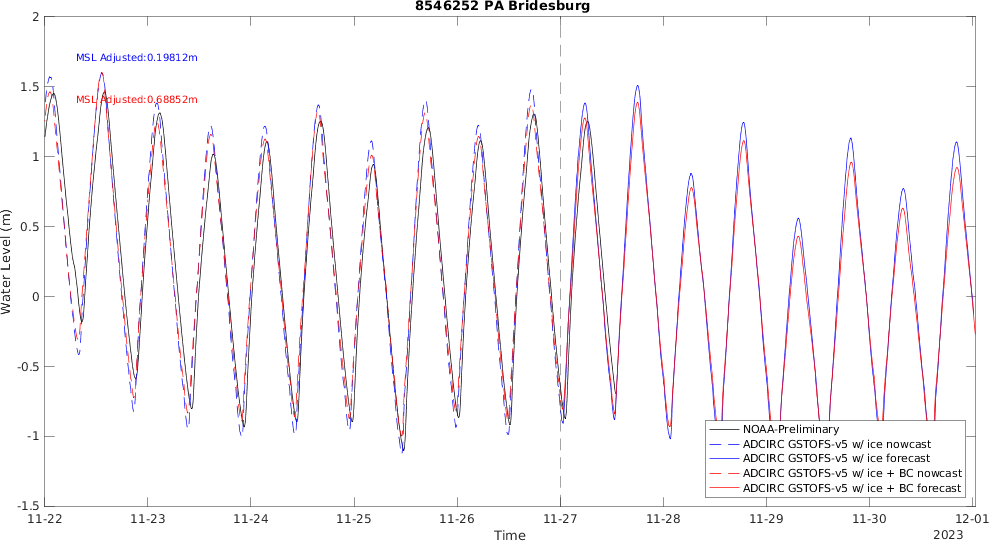 8546252 PA Bridesburg
MSL Adjusted:0.19812m
MSL Adjusted:0.68852m
Water Level (m)
2
1.5
1
0.5
0
-0.5
-1
-1.5
NOAA-Preliminary
ADCIRC GSTOFS-v5 w/ ice nowcast
ADCIRC GSTOFS-v5 w/ ice forecast
ADCIRC GSTOFS-v5 w/ ice + BC nowcast
ADCIRC GSTOFS-v5 w/ ice + BC forecast
11-22 11-23 11-24 11-25 11-26 11-27 11-28 11-29 11-30 12-01
Time
2023